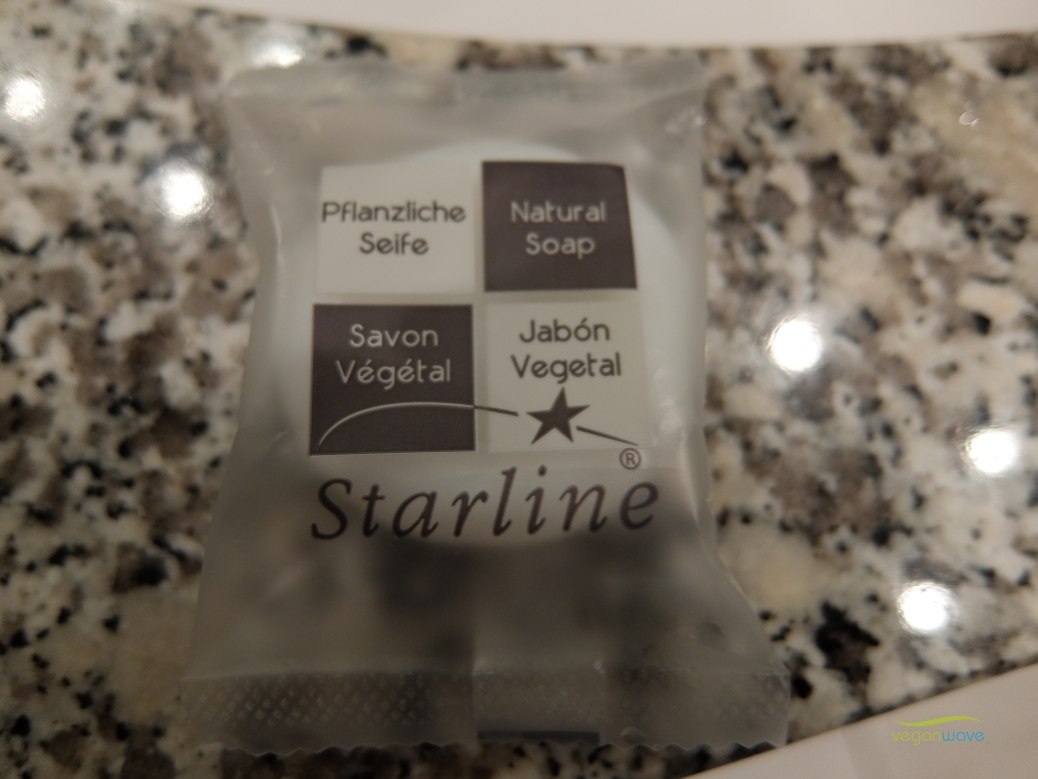 Pflanzliche
Seife
Natural
Soap
Savon
Végétal
Jabón
Vegetal
Starline®
veganwave